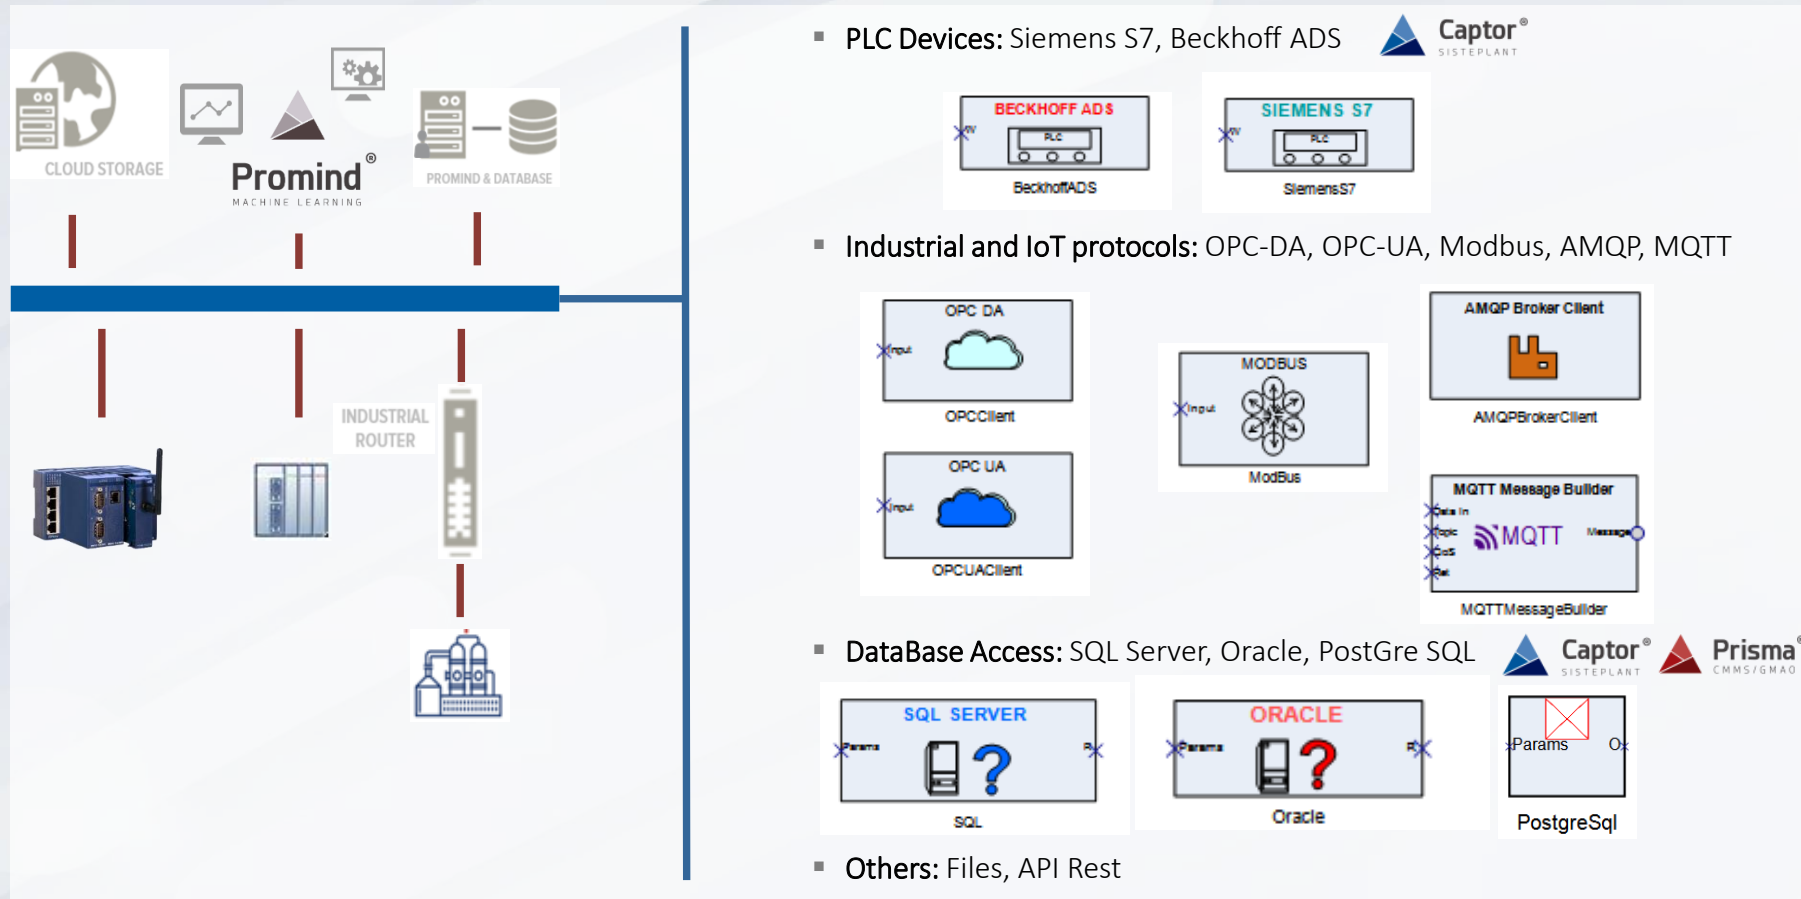 CLOUD STORAGE
Promind®
MACHINE LEARNING
PROMIND & DATABASE
INDUSTRIAL
ROUTER
PLC Devices: Siemens S7, Beckhoff ADS
Captor®
SISTEPLANT
BECKHOFF ADS
PLC
BeckhoffADS
SIEMENS S7
PLC
SiemensS7
Industrial and IoT protocols: OPC-DA, OPC-UA, Modbus, AMQP, MQTT
OPC DA
Input
OPCClient
OPC UA
Input
OPCUAClient
MODBUS
Input
ModBus
AMQP Broker Client
AMQPBrokerClient
MQTT Message Builder
Data In
Topic
QoS
Ret
MQTT
Message
MQTTMessageBuilder
DataBase Access: SQL Server, Oracle, PostGre SQL
Captor®
SISTEPLANT
Prisma®
CMMS/GMAO
SQL SERVER
Params
R
SQL
ORACLE
Params
R
Oracle
Params
O
PostgreSql
Others: Files, API Rest